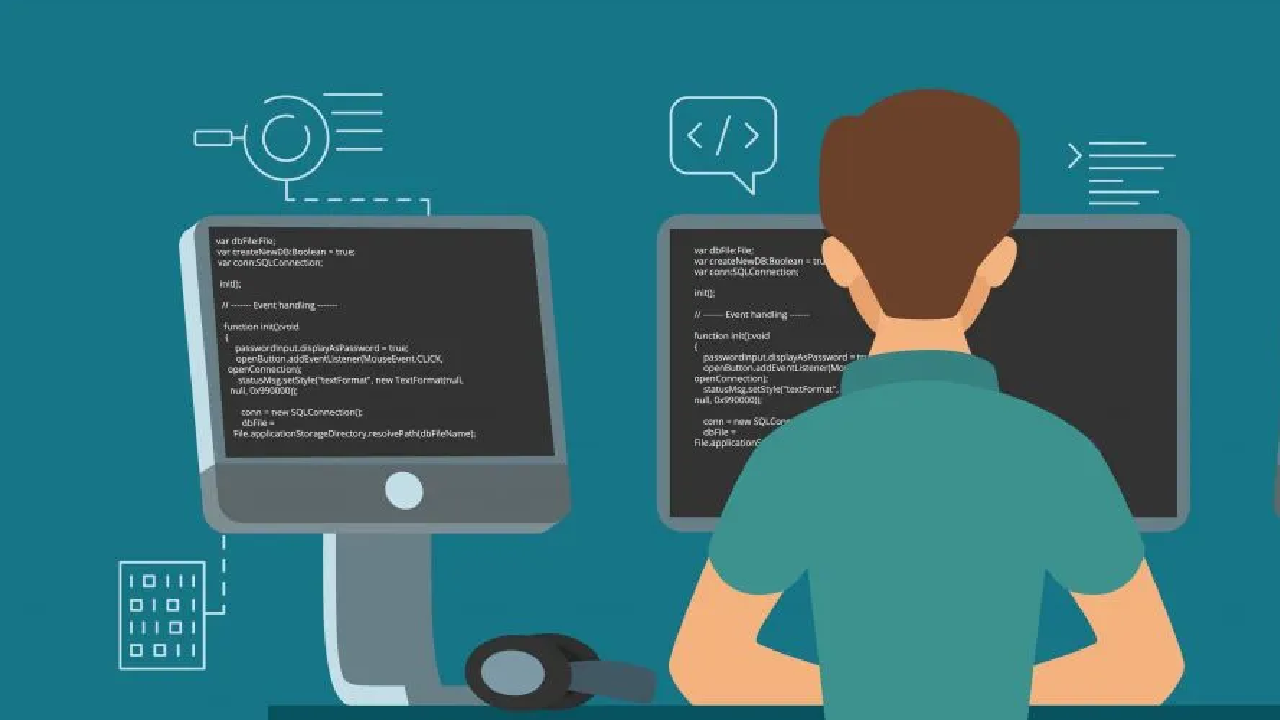 var dbFile:File;
var createNewDB:Boolean = true;
var conn:SQLConnection;
init();
// ------- Event handling -------
function init():void
{
passwordInput.displayAsPassword = true;
openButton.addEventListener(MouseEvent.CLICK,
openConnection);
statusMsg.setStyle("textFormat", new TextFormat(null,
null, 0x990000));
conn = new SQLConnection();
dbFile =
File.applicationStorageDirectory.resolvePath(dbFileName);
</>
var dbFile:File;
var createNewDB:Boolean = tru
var conn:SQLConnection;
init();
// ------- Event handling -------
function init():void
{
passwordInput.displayAsPassword = tr
openButton.addEventListener(Mou
openConnection);
statusMsg.setStyle("textFormat",
null, 0x990000));
conn = new SQLCon
dbFile =
File.applicationS